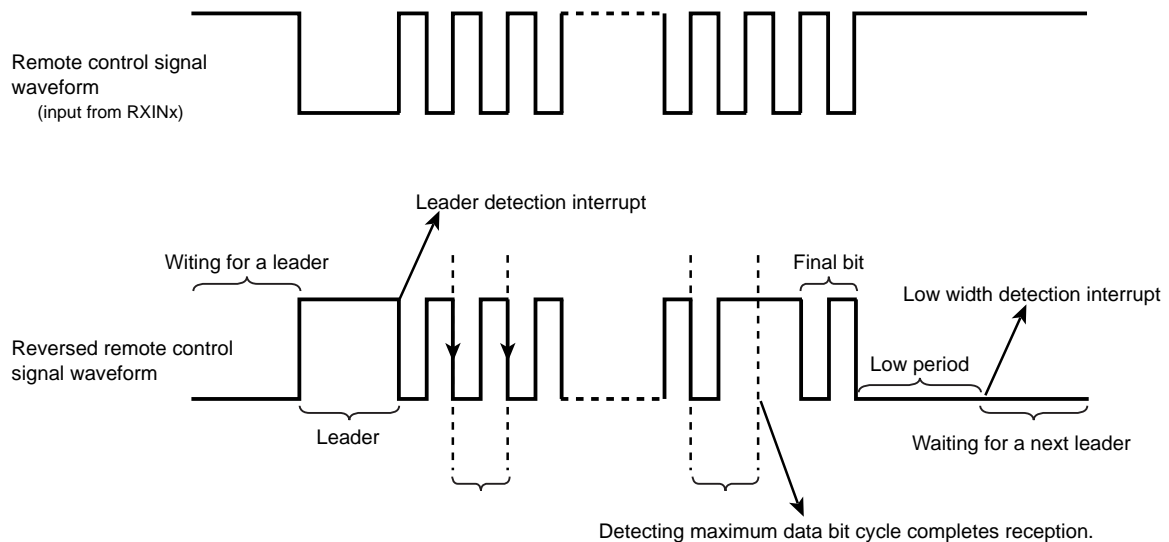 Remote control signal
waveform
(input from RXINx)
Leader detection interrupt
Witing for a leader
Final bit
Low width detection interrupt
Reversed remote control
signal waveform
Low period
Leader
Waiting for a next leader
Detecting maximum data bit cycle completes reception.